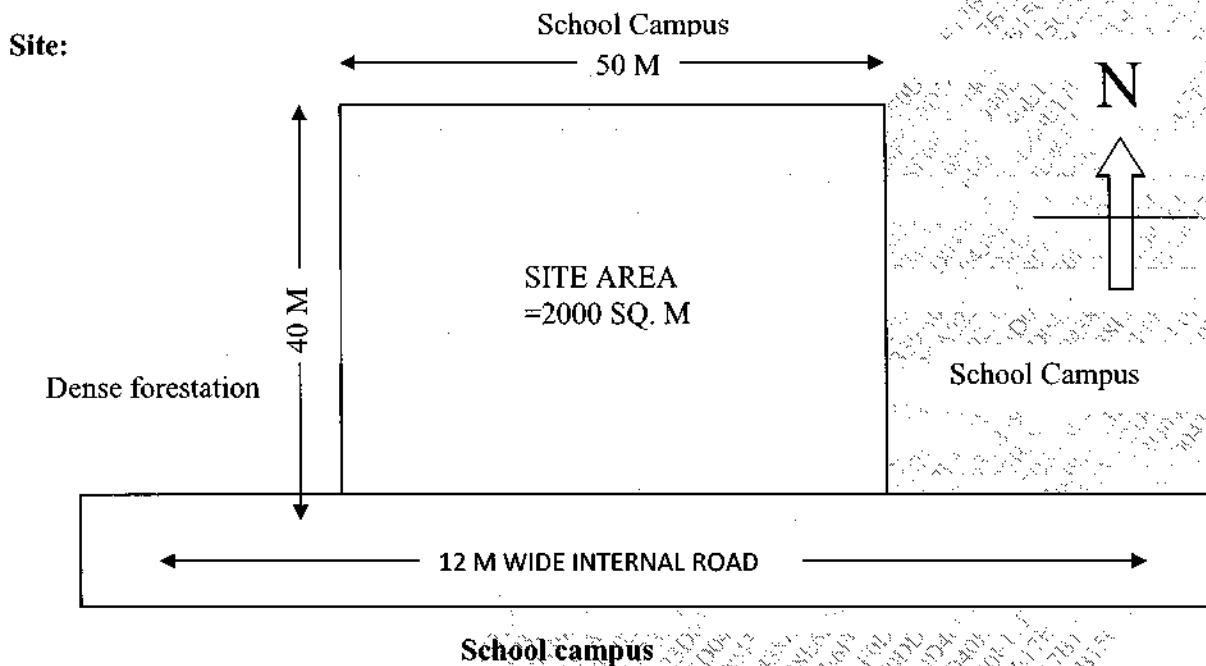 School Campus
Site:
50 M
N
SITE AREA
=2000 SQ. M
40 M
School Campus
Dense forestation
12 M WIDE INTERNAL ROAD
School campus